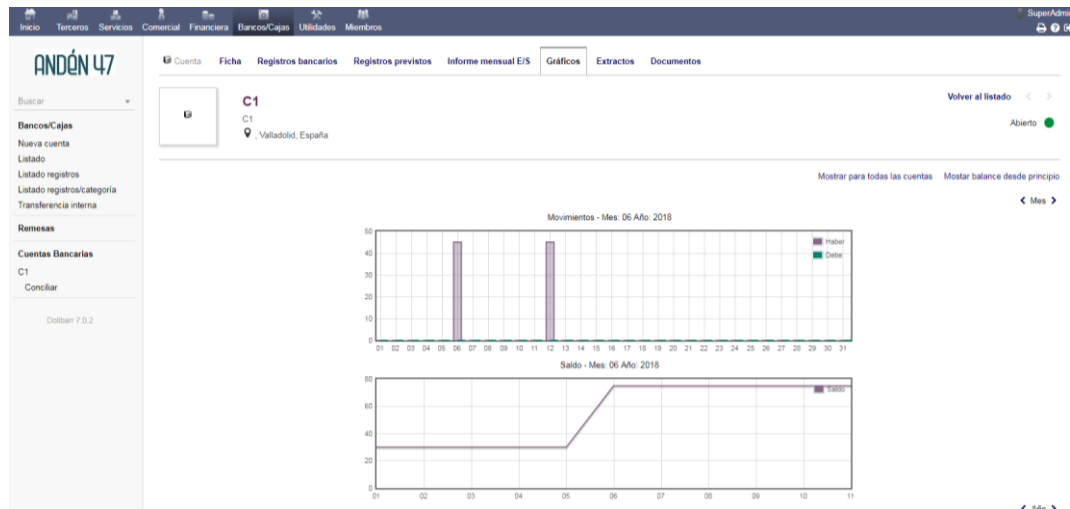 Inicio Terceros Servicios Comercial Financiera Bancos/Cajas Utilidades Miembros
SuperAdmi
ANDÉN 47
Cuenta Ficha Registros bancarios Registros previstos Informe mensual E/S Gráficos Extractos Documentos
Buscar
Bancos/Cajas
Nueva cuenta
Listado
Listado registros
Listado registros/categoría
Transferencia interna
Remesas
Cuentas Bancarias
C1
Conciliar
Dolibarr 7.0.2
C1
C1
, Valladolid, España
Volver al listado
Abierto
Mostrar para todas las cuentas Mostar balance desde principio
Mes
Movimientos - Mes: 06 Año: 2018
50
40
30
20
10
0
Haber
Debe
01 02 03 04 05 06 07 08 09 10 11 12 13 14 15 16 17 18 19 20 21 22 23 24 25 26 27 28 29 30 31
Saldo - Mes: 06 Año: 2018
80
60
40
20
0
Saldo
01 02 03 04 05 06 07 08 09 10 11
Año